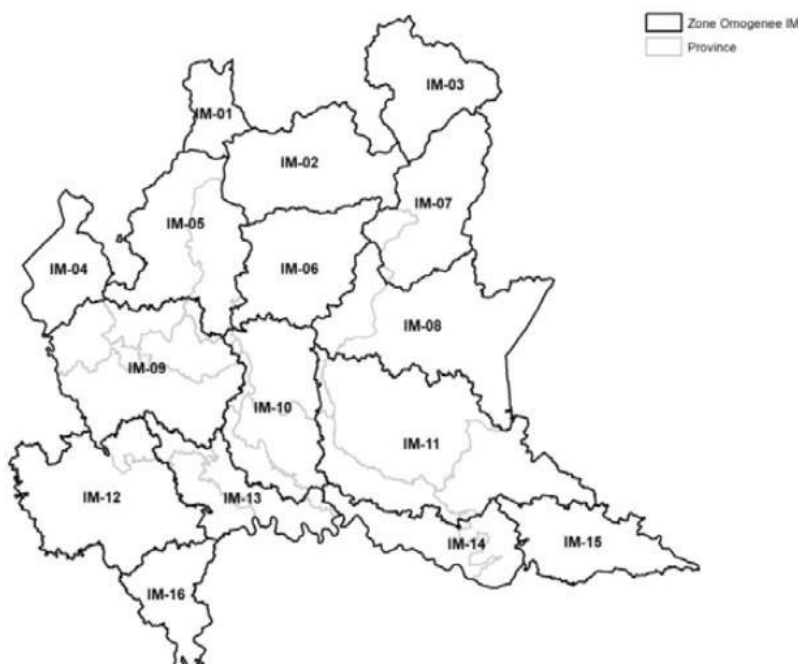 Zone Omogenee IM
Province
IM-03
IM-01
IM-02
IM-07
IM-05
IM-04
IM-06
IM-08
IM-09
IM-10
IM-11
IM-12
IM-13
IM-14
IM-15
IM-16